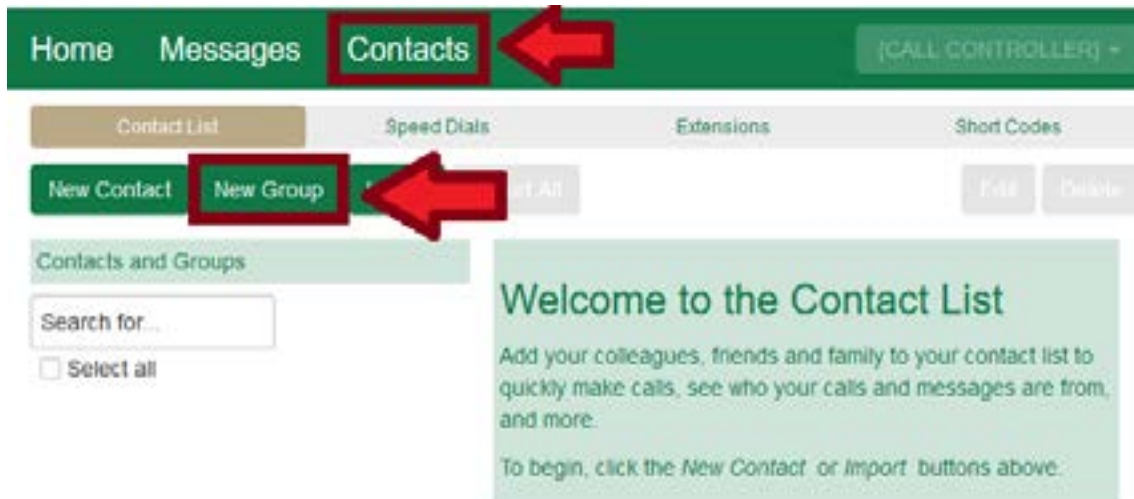 Home Messages Contacts [CALL CONTROLLER]
Contact List Speed Dials Extensions Short Codes
New Contact New Group All Edit Delete
Contacts and Groups
Search for...
Select all
Welcome to the Contact List
Add your colleagues, friends and family to your contact list to
quickly make calls, see who your calls and messages are from,
and more.
To begin, click the New Contact or Import buttons above.